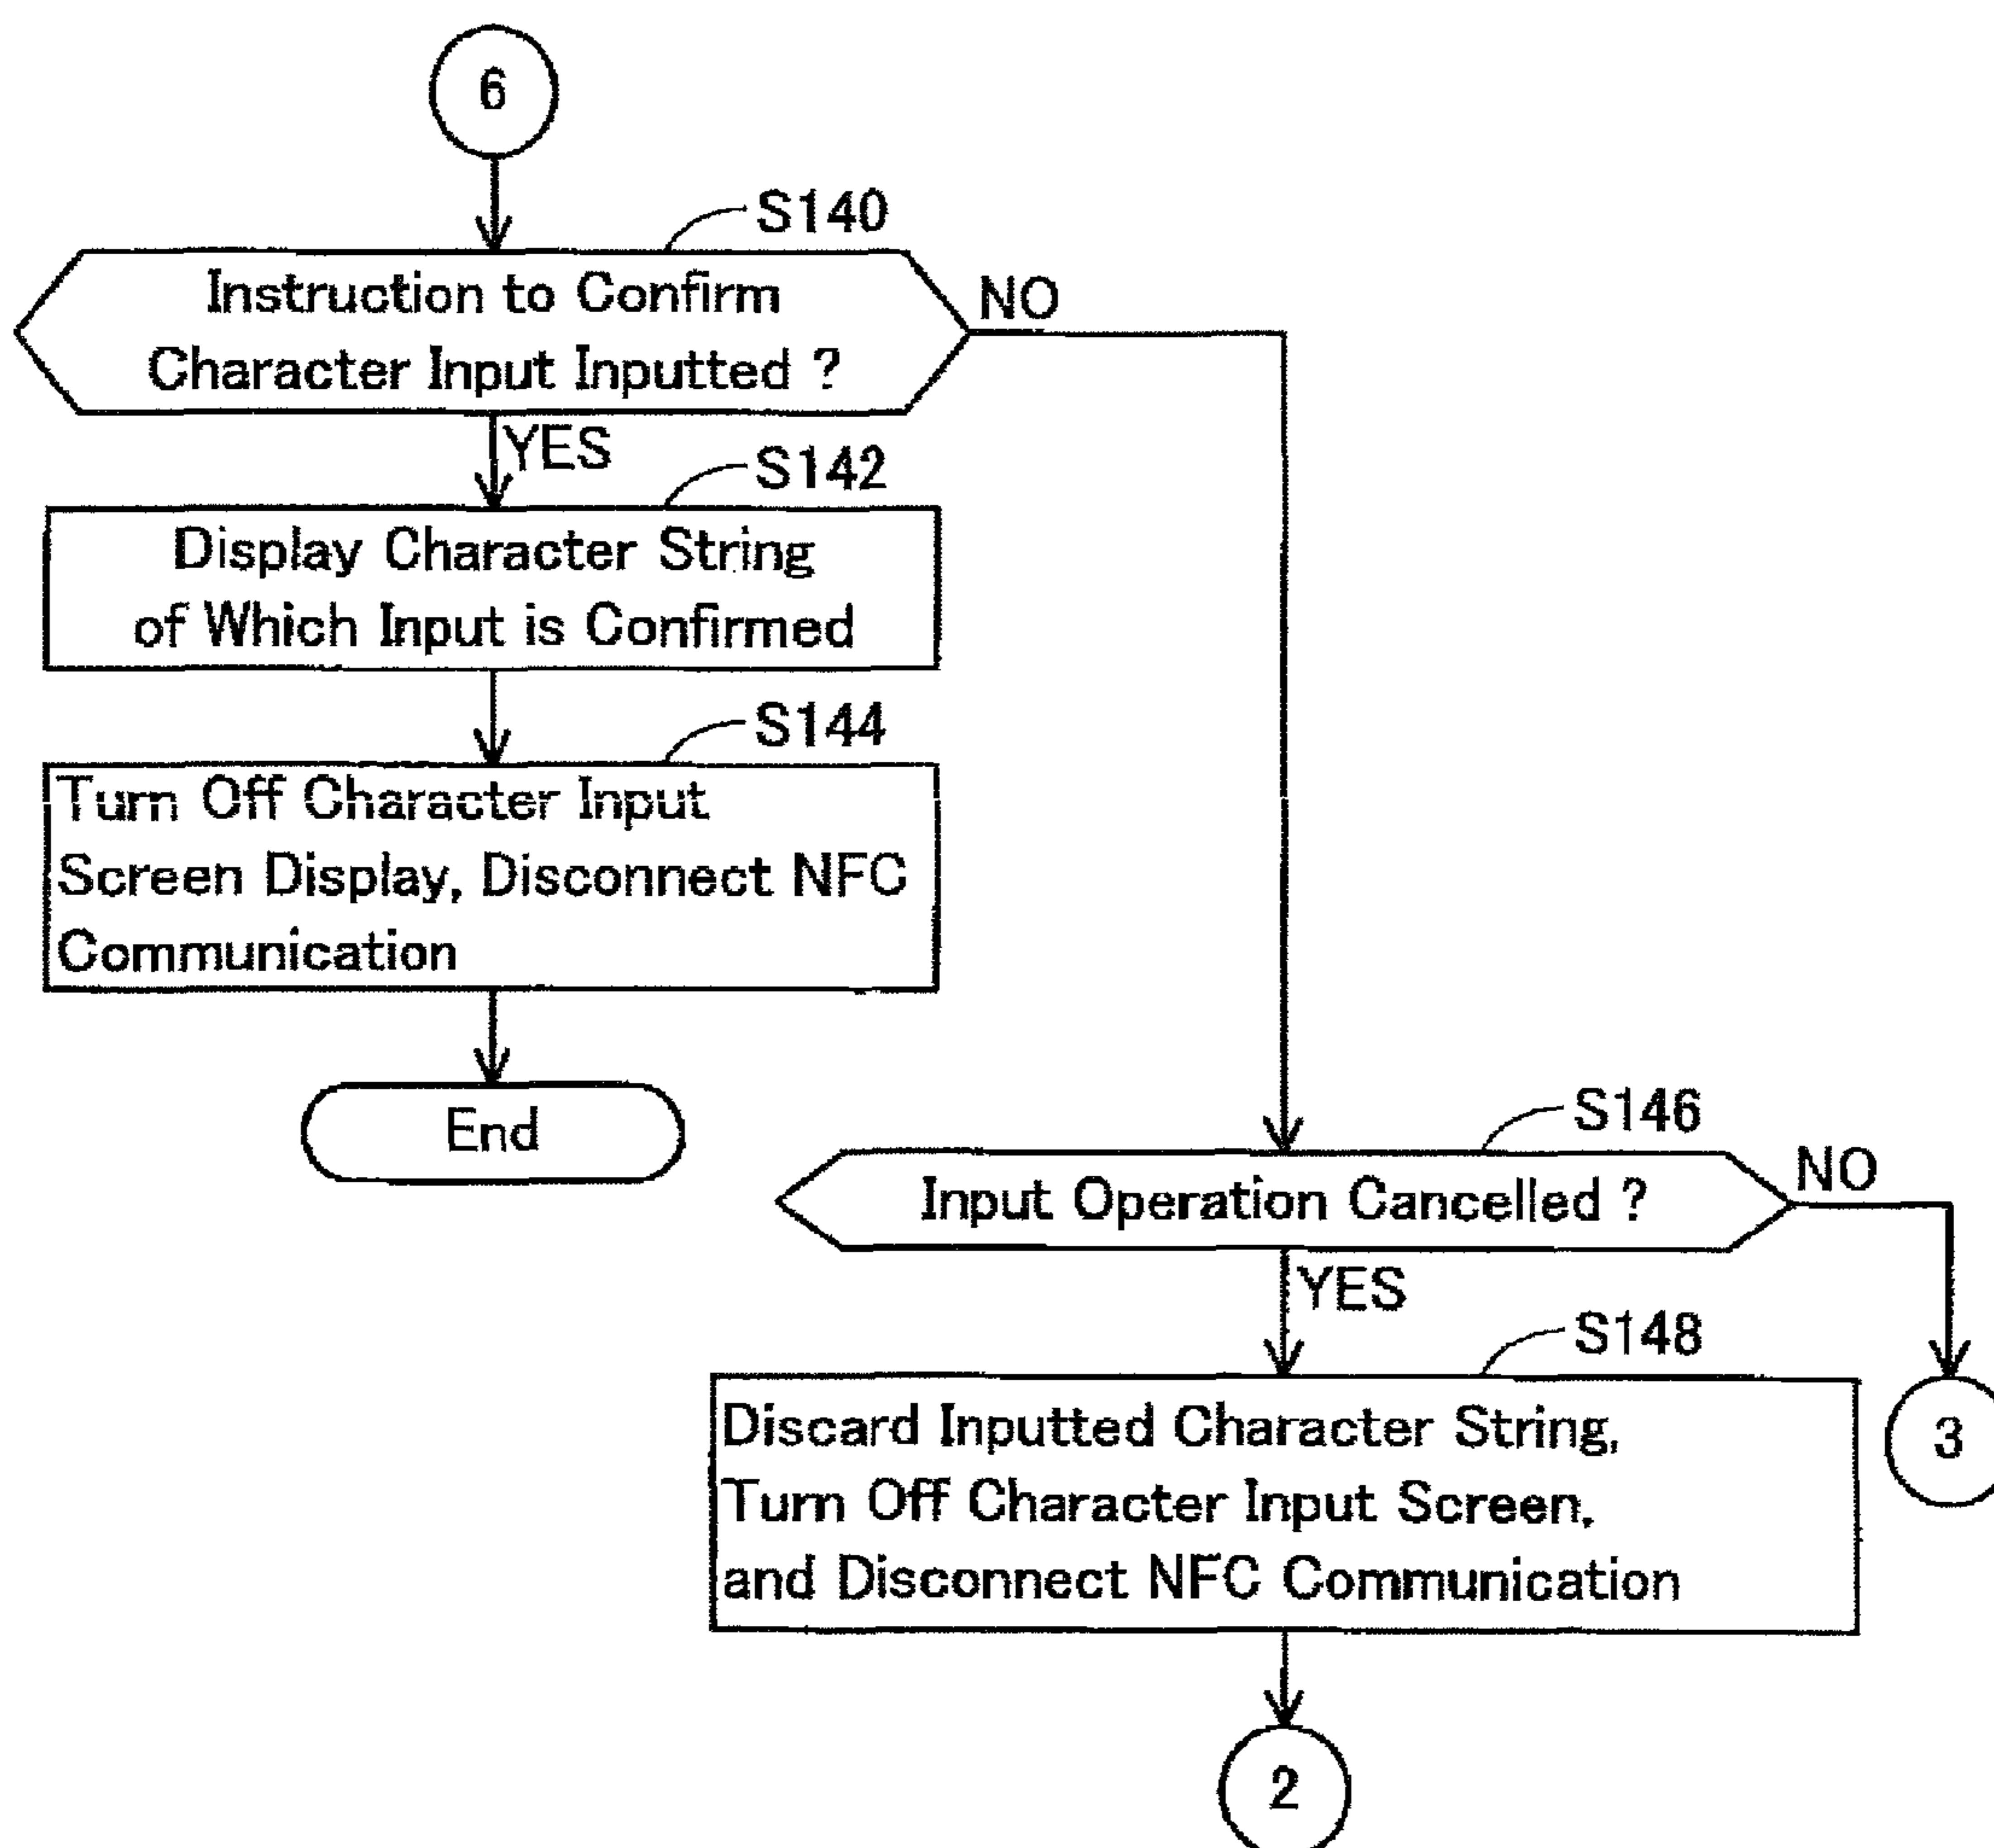 6
S140
Instruction to Confirm
Character Input Inputted ?
NO
YES
S142
Display Character String
of Which Input is Confirmed
S144
Turn Off Character Input
Screen Display, Disconnect NFC
Communication
End
S146
Input Operation Cancelled ?
NO
YES
S148
Discard Inputted Character String,
Turn Off Character Input Screen,
and Disconnect NFC Communication
3
2